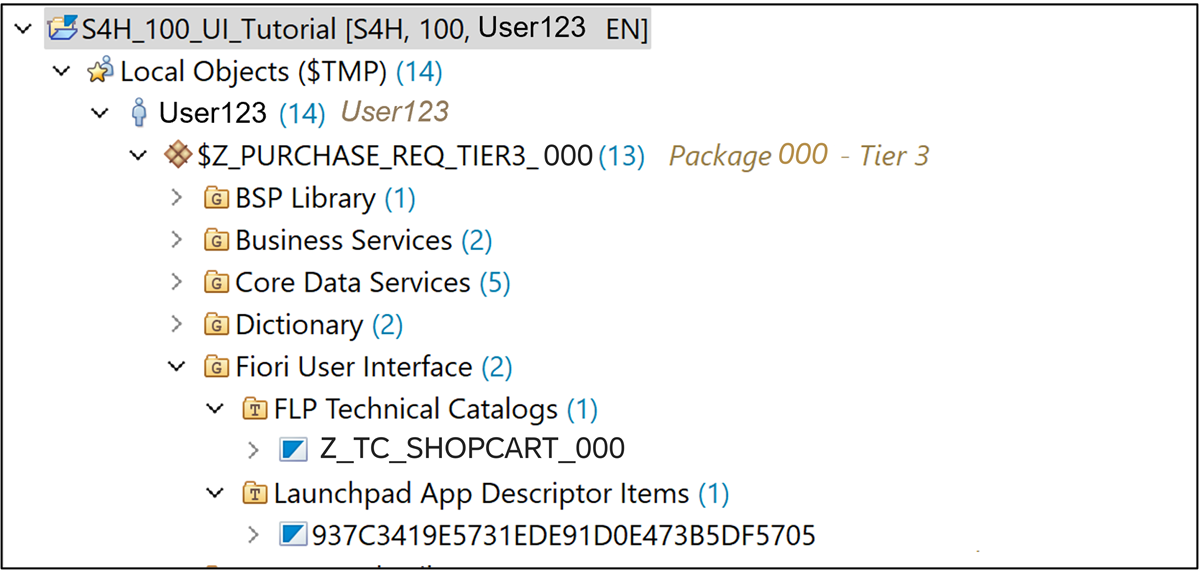 S4H_100_UI_Tutorial [S4H, 100, User123 EN]
Local Objects ($TMP) (14)
User123 (14) User123
$Z_PURCHASE_REQ_TIER3_000 (13) Package 000 - Tier 3
G BSP Library (1)
G Business Services (2)
G Core Data Services (5)
G Dictionary (2)
G Fiori User Interface (2)
T FLP Technical Catalogs (1)
Z_TC_SHOPCART_000
T Launchpad App Descriptor Items (1)
937C3419E5731EDE91D0E473B5DF5705